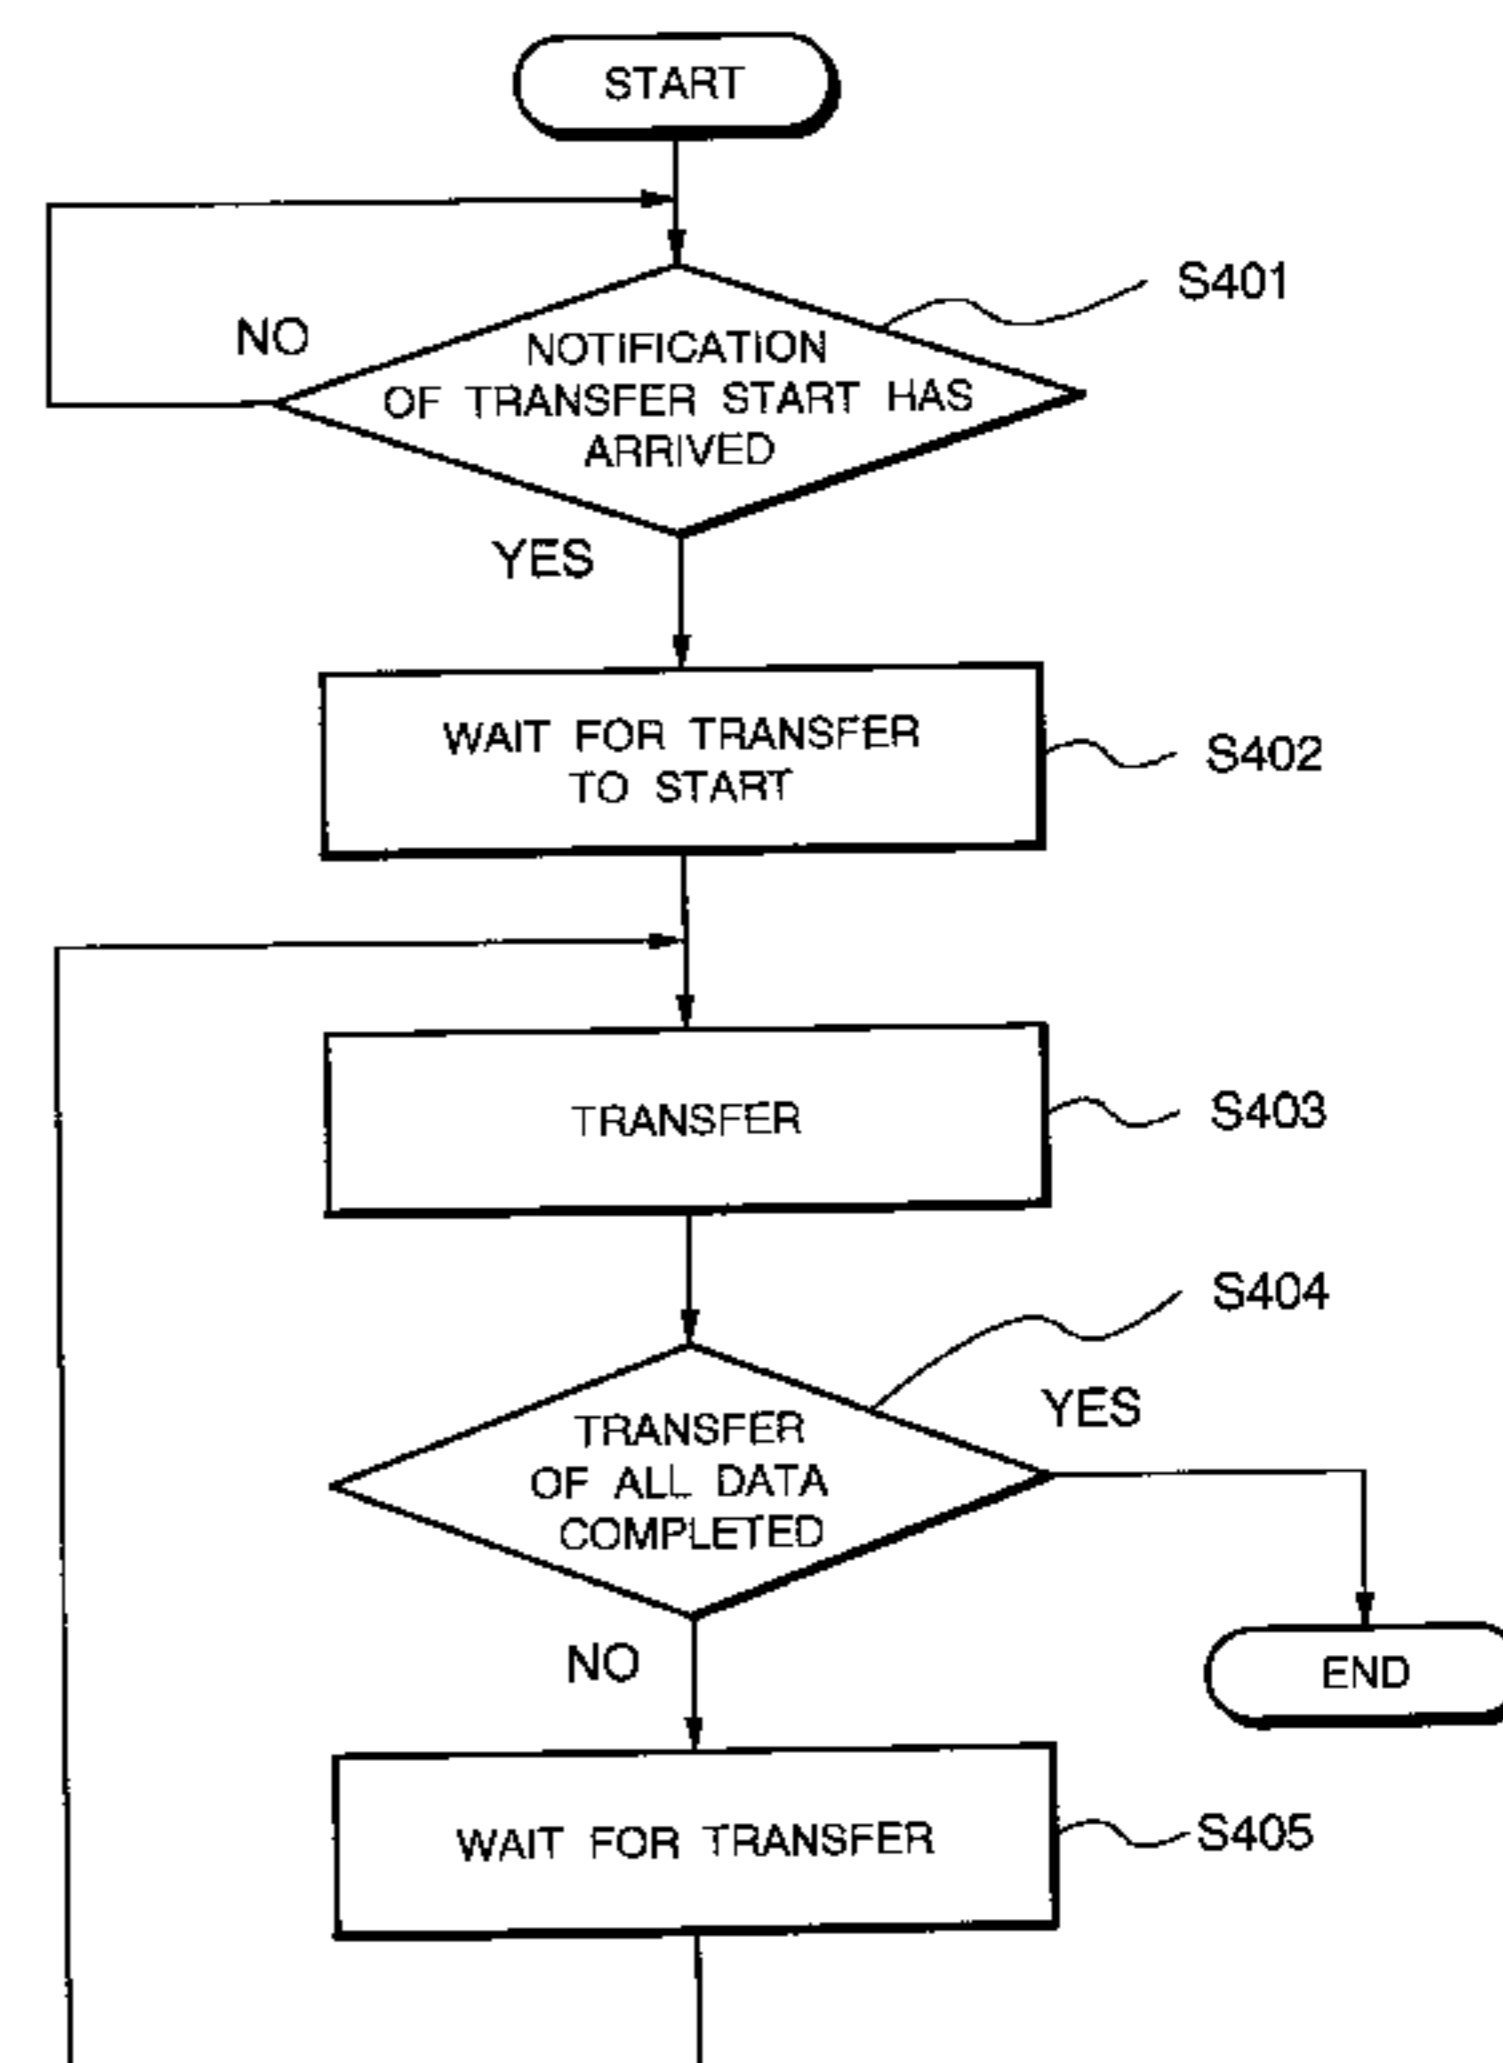 START
S401
NO
NOTIFICATION
OF TRANSFER START HAS
ARRIVED
YES
WAIT FOR TRANSFER
TO START
S402
TRANSFER
S403
S404
YES
TRANSFER
OF ALL DATA
COMPLETED
NO
END
WAIT FOR TRANSFER
S405